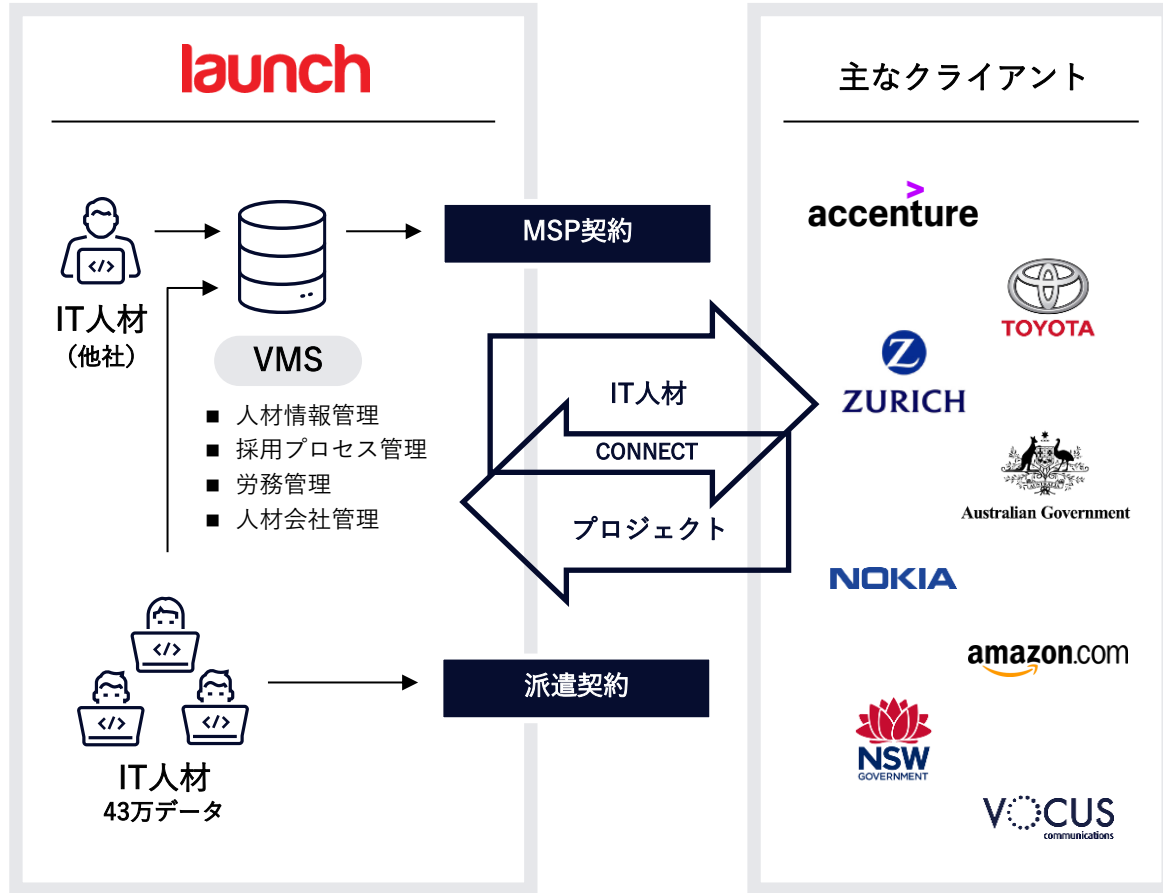 launch
IT人材
（他社）
</>
VMS
■ 人材情報管理
■ 採用プロセス管理
■ 労務管理
■ 人材会社管理
</>
</>
</>
IT人材
43万データ
MSP契約
IT人材
CONNECT
プロジェクト
派遣契約
主なクライアント
accenture
TOYOTA
Z
ZURICH
AUSTRALIA
Australian Government
NOKIA
amazon.com
NSW
GOVERNMENT
VOCUS
communications